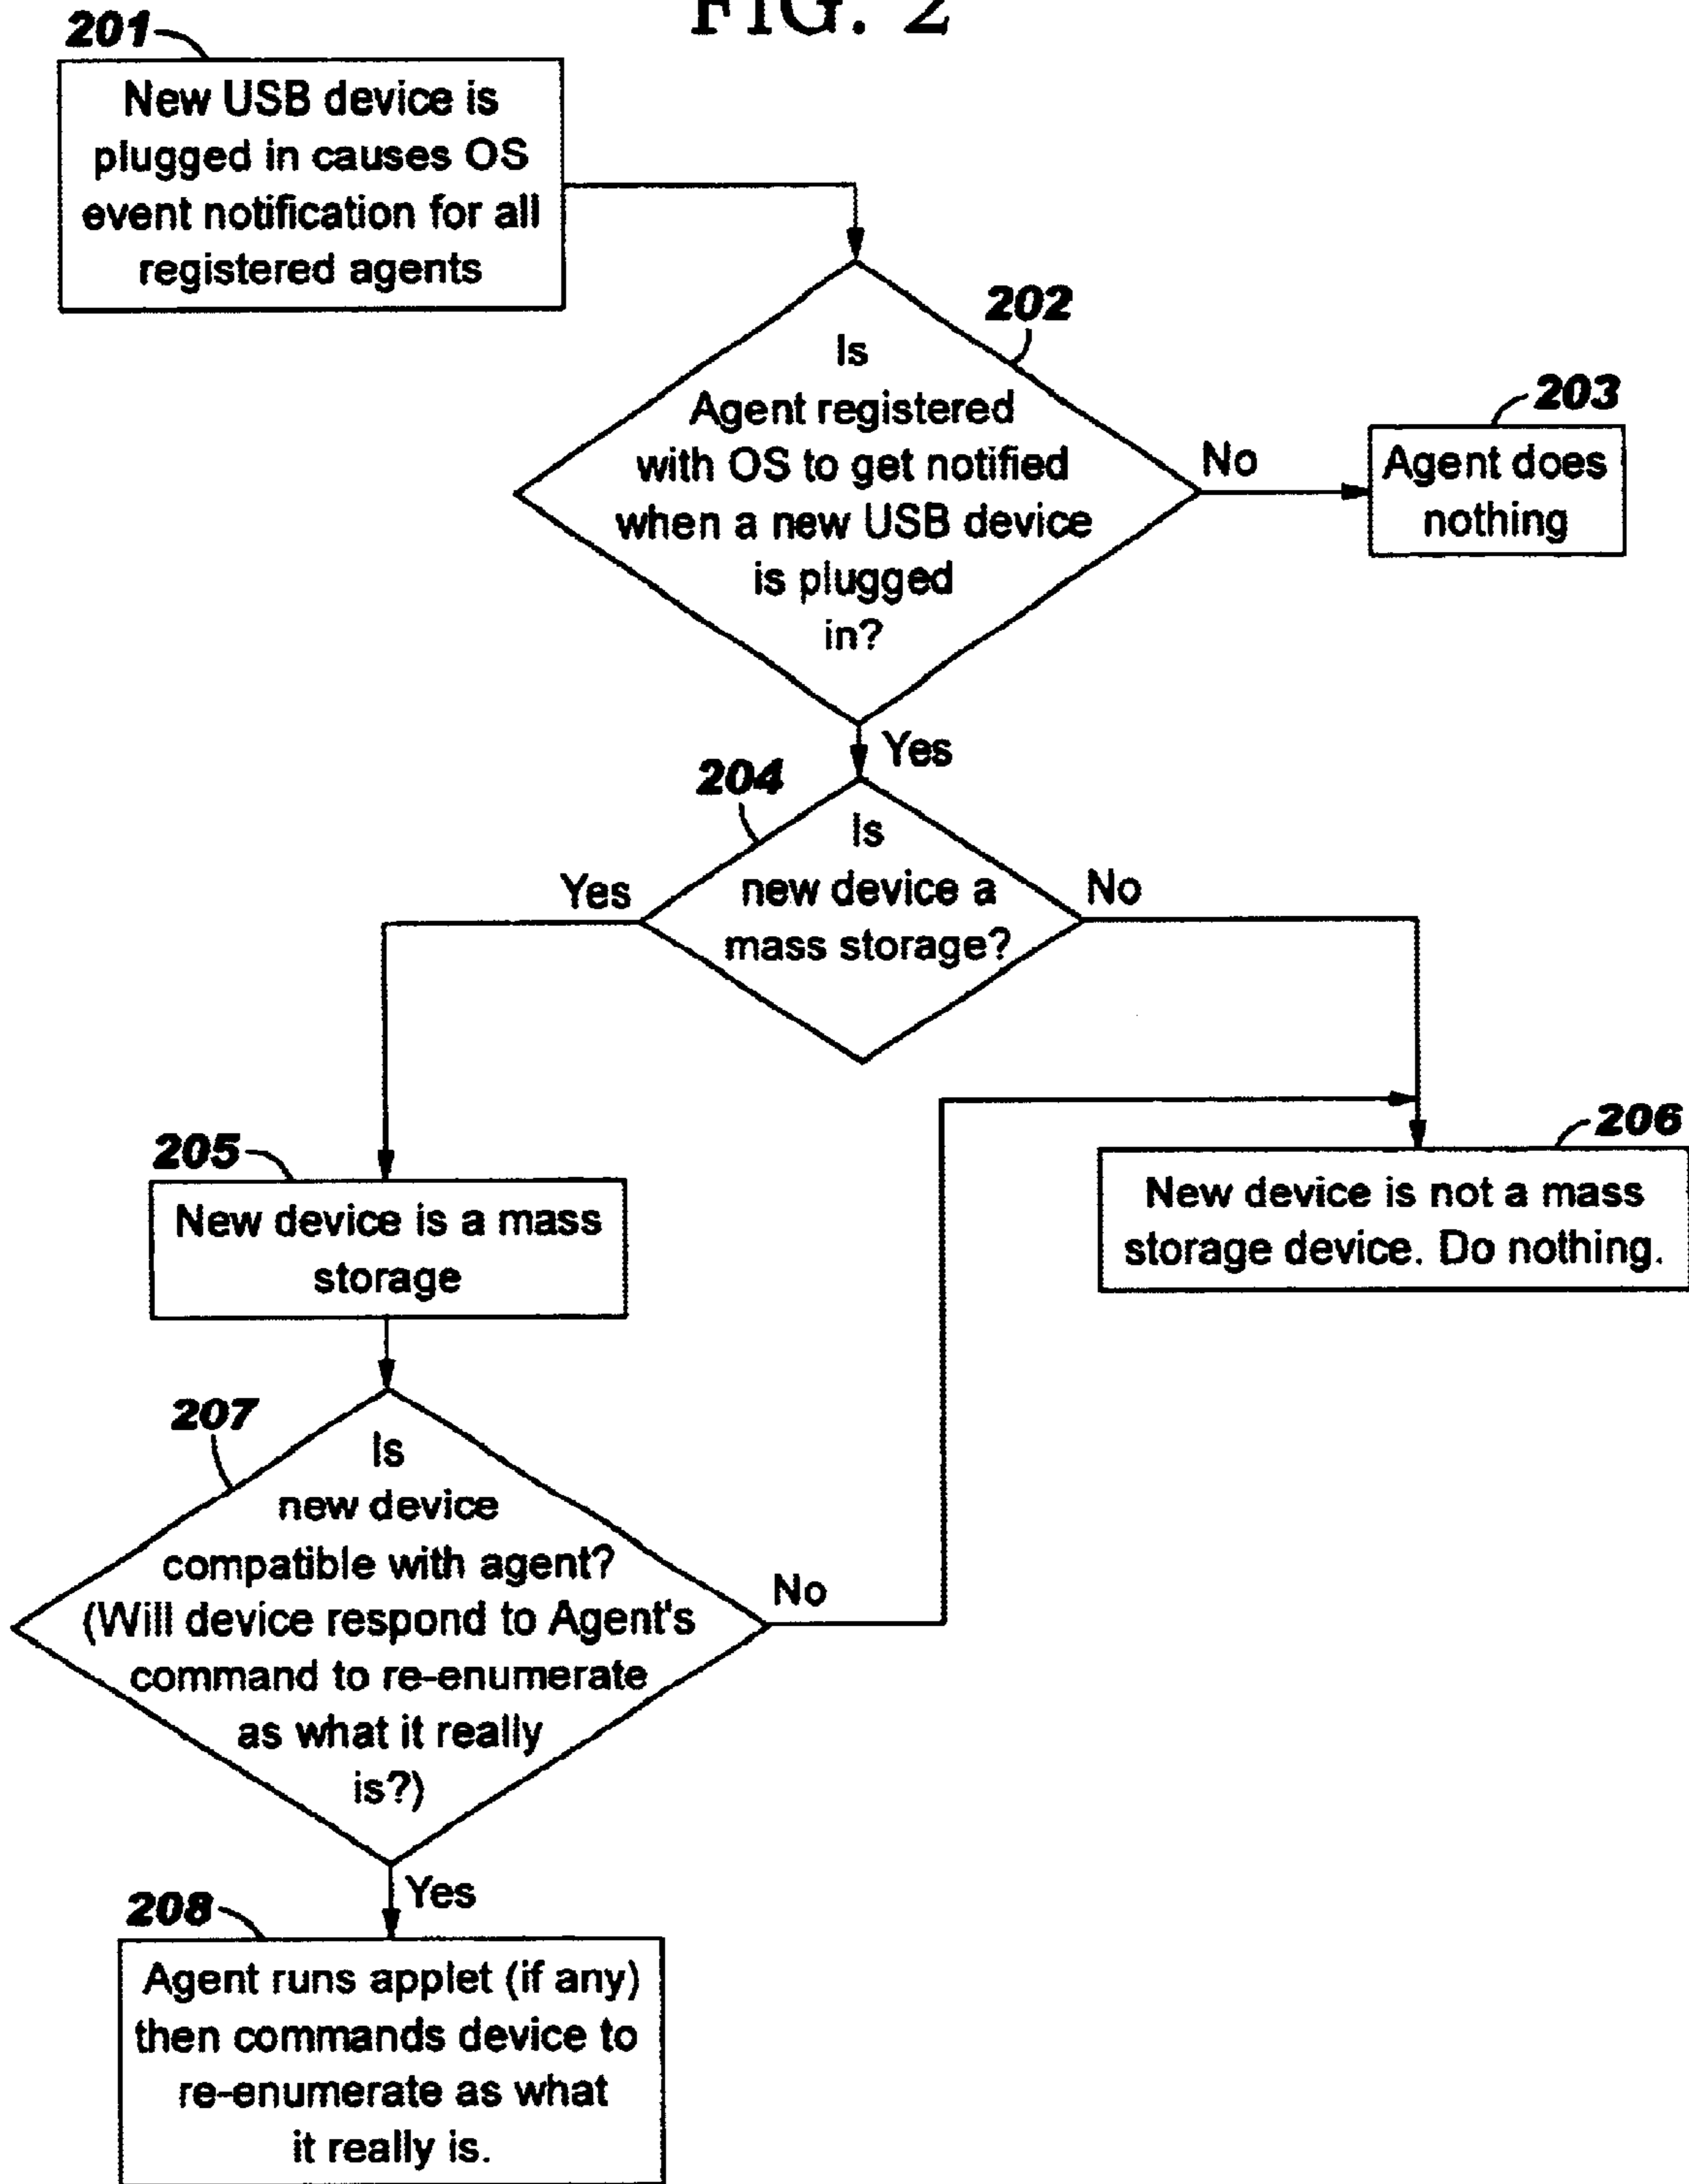 FIG. 2
201
New USB device is
plugged in causes OS
event notification for all
registered agents
202
Is
Agent registered
with OS to get notified
when a new USB device
is plugged
in?
No
203
Agent does
nothing
Yes
204
Is
new device a
mass storage?
Yes
No
205
New device is a mass
storage
206
New device is not a mass
storage device. Do nothing.
207
Is
new device
compatible with agent?
(Will device respond to Agent's
command to re-enumerate
as what it really
is?)
No
Yes
208
Agent runs applet (if any)
then commands device to
re-enumerate as what
it really is.